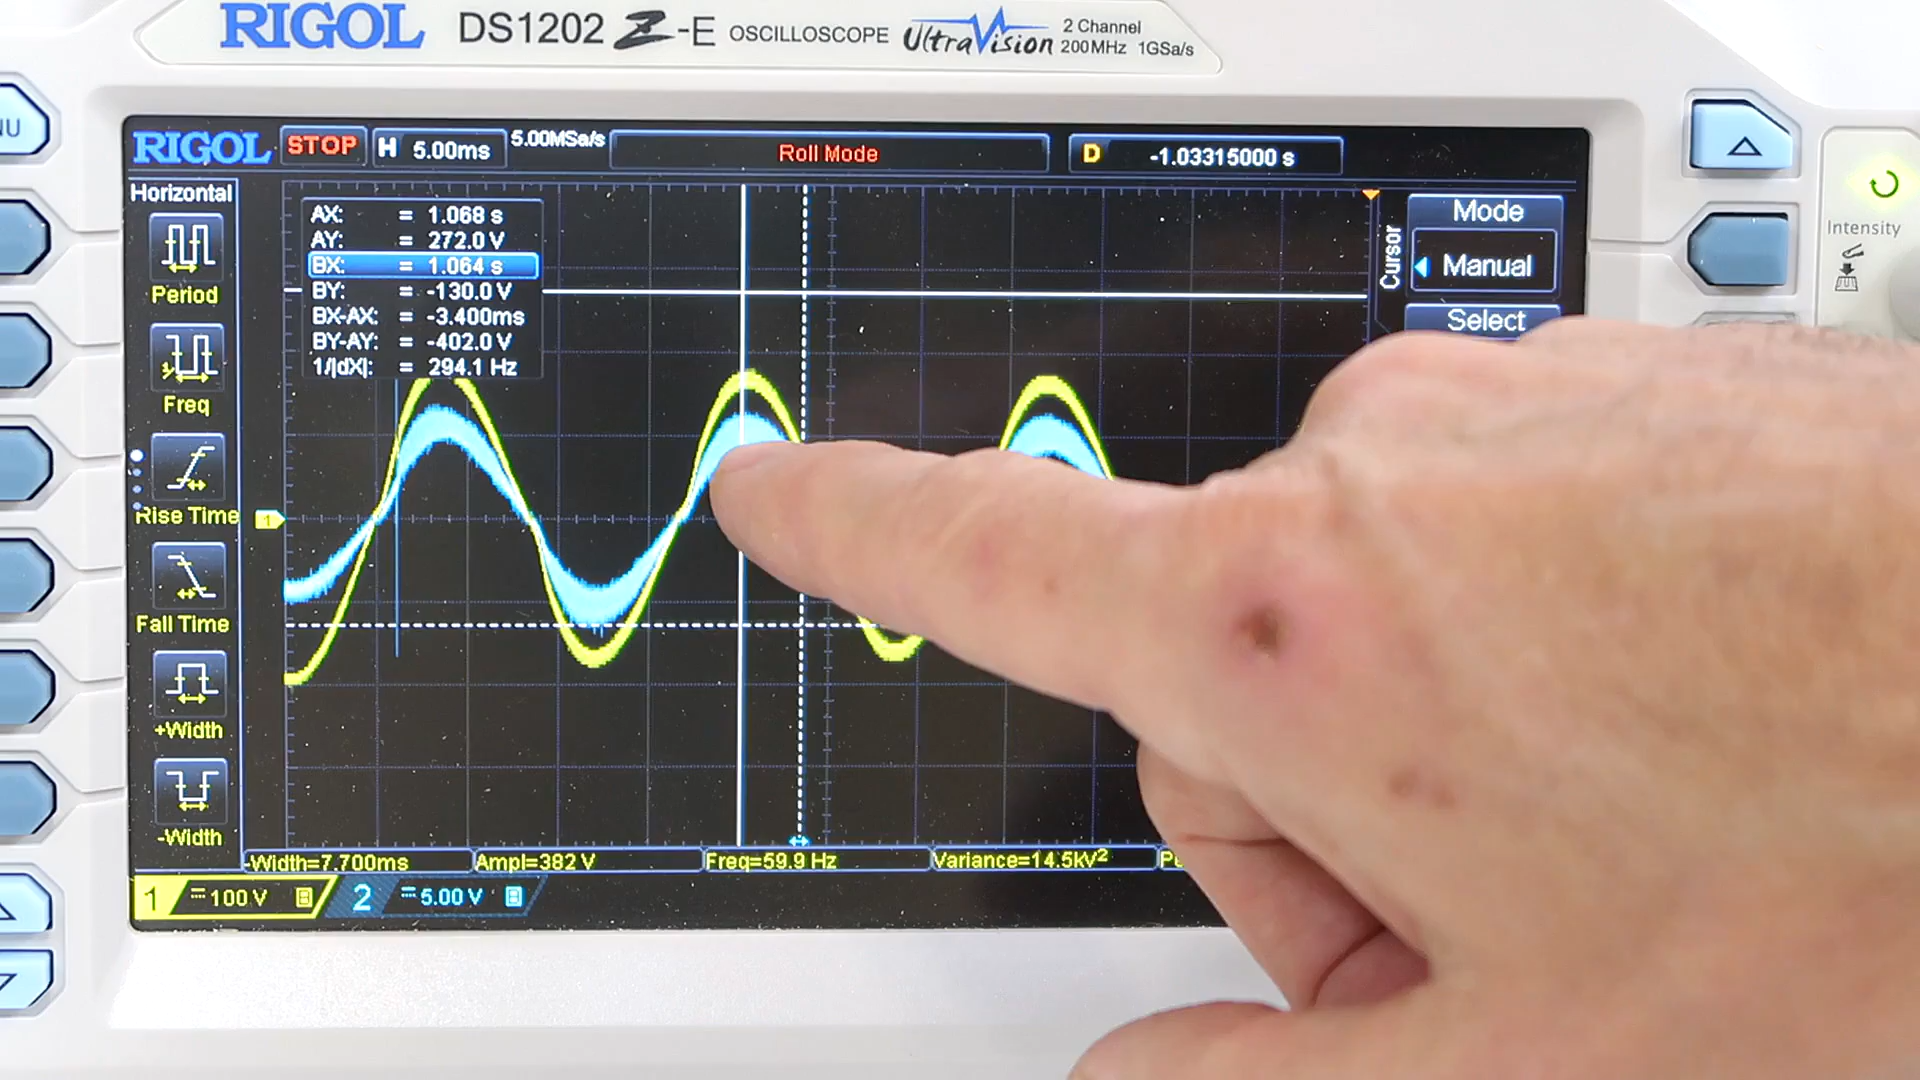 RIGOL DS1202 Z-E OSCILLOSCOPE UltraVision 2 Channel
200MHz 1GSa/s
NU
RIGOL STOP H 5.00ms 5.00MSa/s Roll Mode D -1.03315000 s
Horizontal
Period
Freq
Rise Time
Fall Time
+Width
-Width
AX: = 1.068 s
AY: = 272.0 V
BX: = 1.064 s
BY: = -130.0 V
BX-AX: = -3.400ms
BY-AY: = -402.0 V
1/|dX|: = 294.1 Hz
1
Cursor
Mode
Manual
Select
Intensity
-Width=7.700ms Ampl=382 V Freq=59.9 Hz Variance=14.5kV²
1 100 V 2 5.00 V